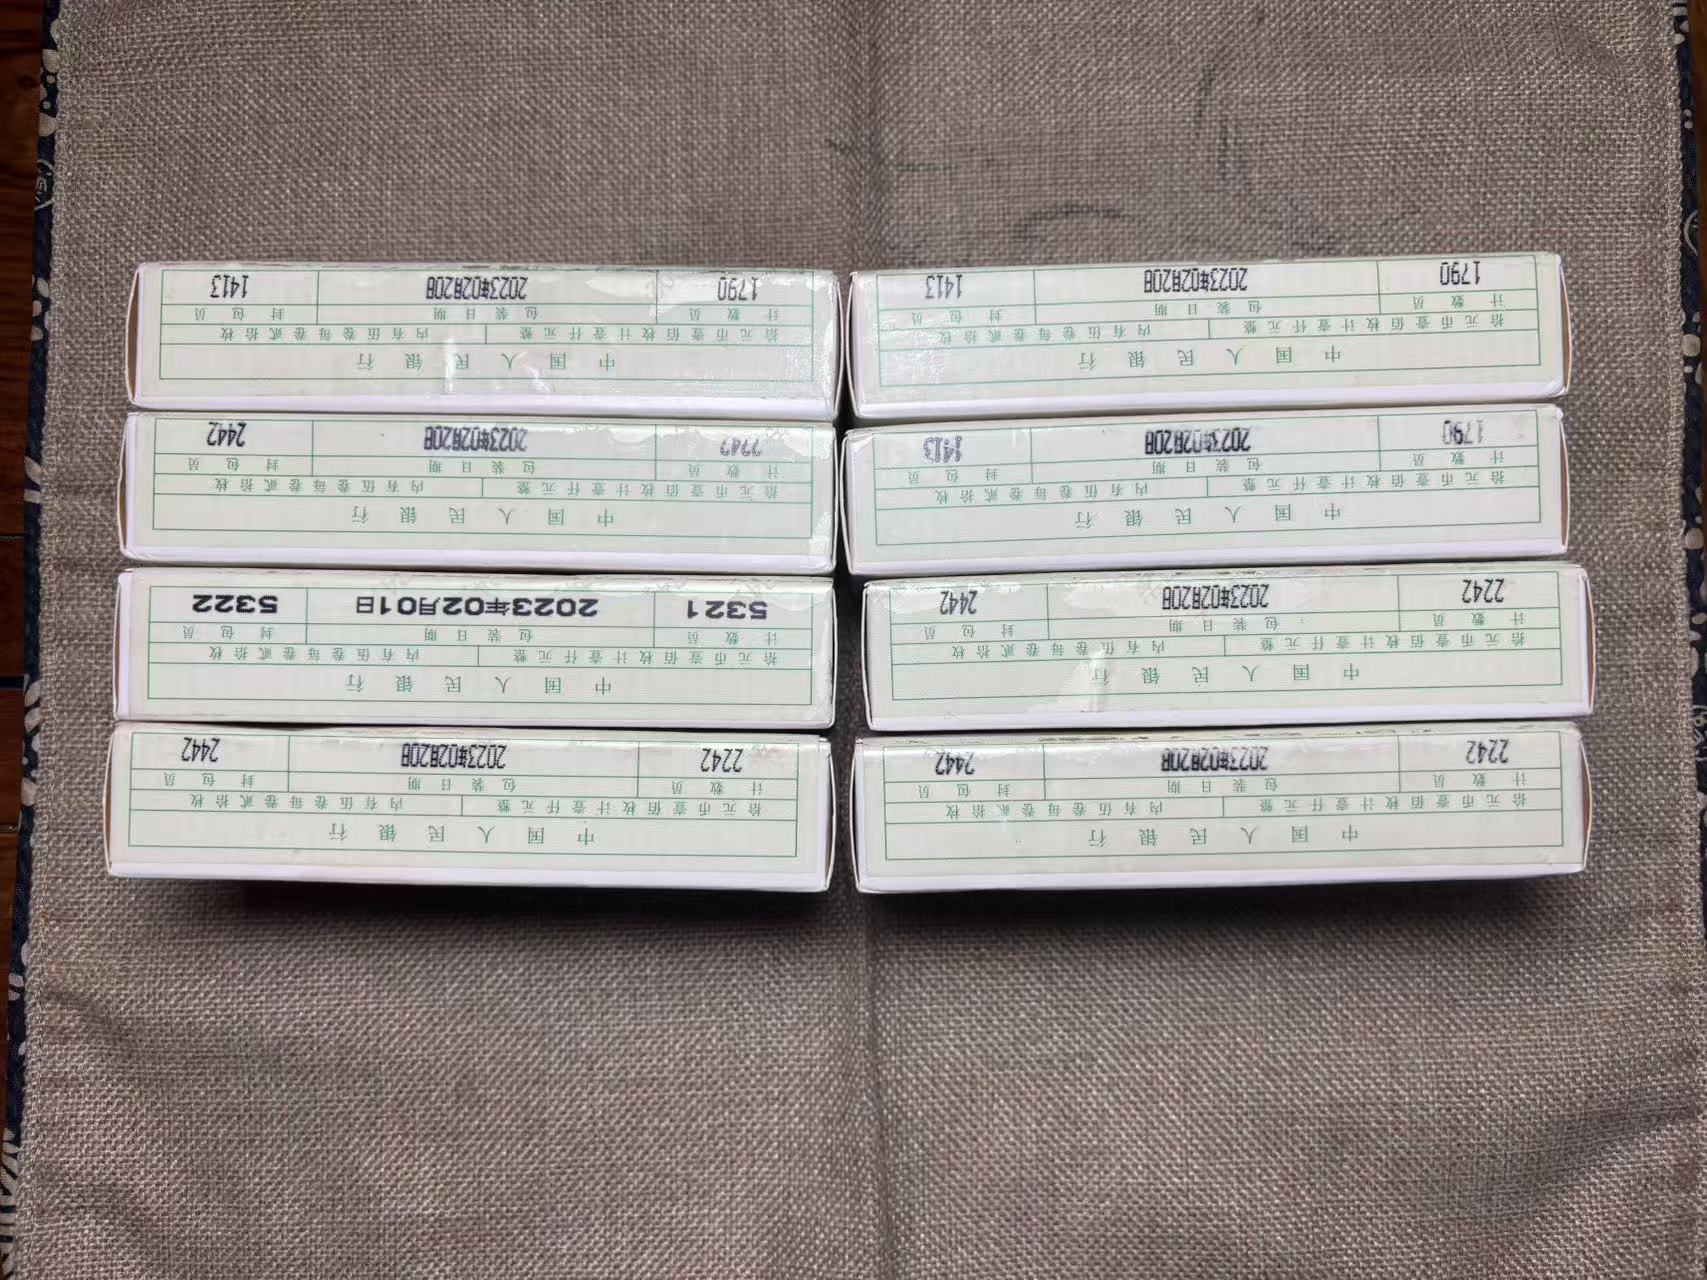 中国人民银行
拾元币壹佰枚计壹仟元整 内有伍卷每卷贰拾枚
计数员 包装日期 封包员
2242 2023年02月20日 2442
中国人民银行
拾元币壹佰枚计壹仟元整 内有伍卷每卷贰拾枚
计数员 包装日期 封包员
2242 2023年02月20日 2442
中国人民银行
拾元币壹佰枚计壹仟元整 内有伍卷每卷贰拾枚
计数员 包装日期 封包员
2242 2023年02月20日 2442
中国人民银行
拾元币壹佰枚计壹仟元整 内有伍卷每卷贰拾枚
计数员 包装日期 封包员
5321 2023年02月01日 5322
中国人民银行
拾元币壹佰枚计壹仟元整 内有伍卷每卷贰拾枚
计数员 包装日期 封包员
1790 2023年02月20日 1413
中国人民银行
拾元币壹佰枚计壹仟元整 内有伍卷每卷贰拾枚
计数员 包装日期 封包员
2242 2023年02月20日 2442
中国人民银行
拾元币壹佰枚计壹仟元整 内有伍卷每卷贰拾枚
计数员 包装日期 封包员
1790 2023年02月20日 1413
中国人民银行
拾元币壹佰枚计壹仟元整 内有伍卷每卷贰拾枚
计数员 包装日期 封包员
1790 2023年02月20日 1413